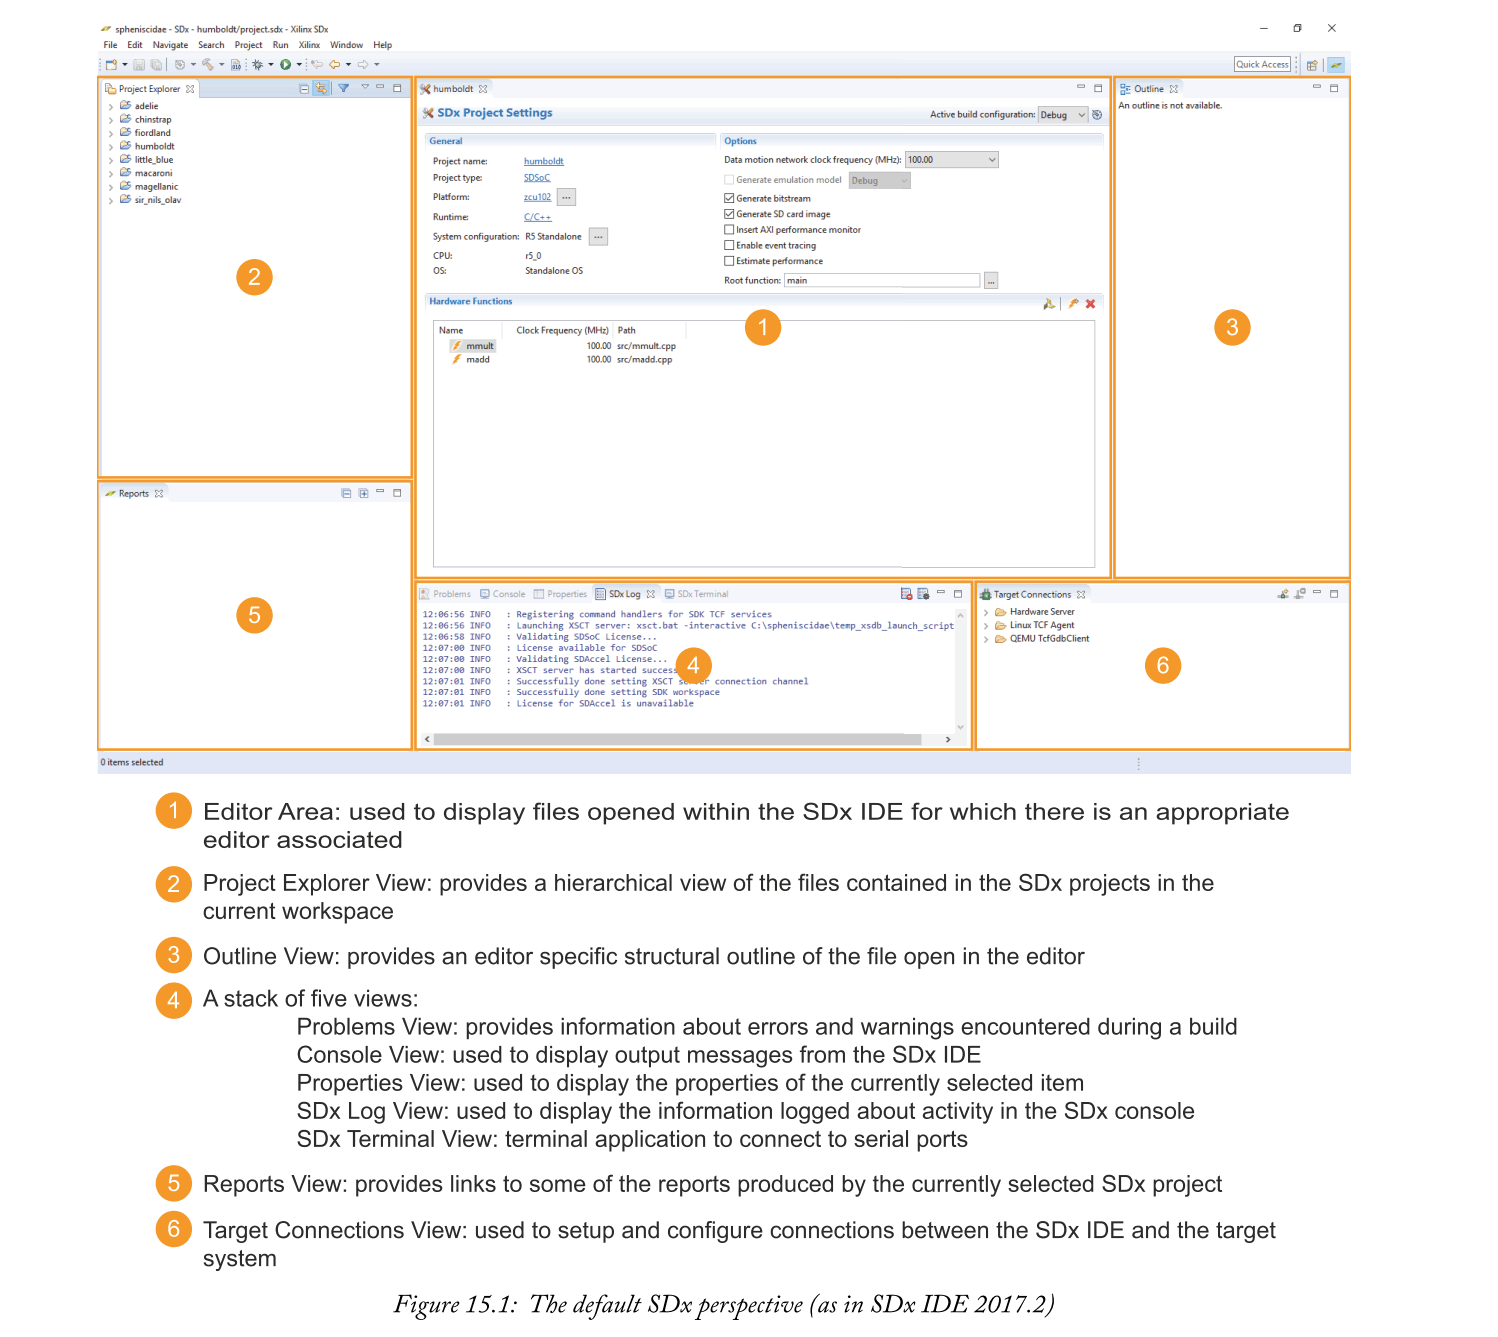 spheniscidae - SDx - humboldt/project.sdx - Xilinx SDx
File Edit Navigate Search Project Run Xilinx Window Help
Quick Access
Project Explorer
adelie
chinstrap
fiordland
humboldt
little_blue
macaroni
magellanic
sir_nils_olav
2
humboldt
SDx Project Settings
Active build configuration: Debug
General
Project name: humboldt
Project type: SDSoC
Platform: zcu102 ...
Runtime: C/C++
System configuration: R5 Standalone ...
CPU: r5_0
OS: Standalone OS
Options
Data motion network clock frequency (MHz): 100.00
Generate emulation model Debug
Generate bitstream
Generate SD card image
Insert AXI performance monitor
Enable event tracing
Estimate performance
Root function: main ...
Hardware Functions
1
Name Clock Frequency (MHz) Path
mmult 100.00 src/mmult.cpp
madd 100.00 src/madd.cpp
Outline
An outline is not available.
3
Reports
5
Problems Console Properties SDx Log SDx Terminal
12:06:56 INFO : Registering command handlers for SDK TCF services
12:06:56 INFO : Launching XSCT server: xsct.bat -interactive C:\spheniscidae\temp_xsdb_launch_script
12:06:58 INFO : Validating SDSoC License...
12:07:00 INFO : License available for SDSoC
12:07:00 INFO : Validating SDAccel License...
12:07:00 INFO : XSCT server has started success
12:07:01 INFO : Successfully done setting XSCT server connection channel
12:07:01 INFO : Successfully done setting SDK workspace
12:07:01 INFO : License for SDAccel is unavailable
4
Target Connections
Hardware Server
Linux TCF Agent
QEMU TcfGdbClient
6
0 items selected
1 Editor Area: used to display files opened within the SDx IDE for which there is an appropriate
editor associated
2 Project Explorer View: provides a hierarchical view of the files contained in the SDx projects in the
current workspace
3 Outline View: provides an editor specific structural outline of the file open in the editor
4 A stack of five views:
Problems View: provides information about errors and warnings encountered during a build
Console View: used to display output messages from the SDx IDE
Properties View: used to display the properties of the currently selected item
SDx Log View: used to display the information logged about activity in the SDx console
SDx Terminal View: terminal application to connect to serial ports
5 Reports View: provides links to some of the reports produced by the currently selected SDx project
6 Target Connections View: used to setup and configure connections between the SDx IDE and the target
system
Figure 15.1: The default SDx perspective (as in SDx IDE 2017.2)